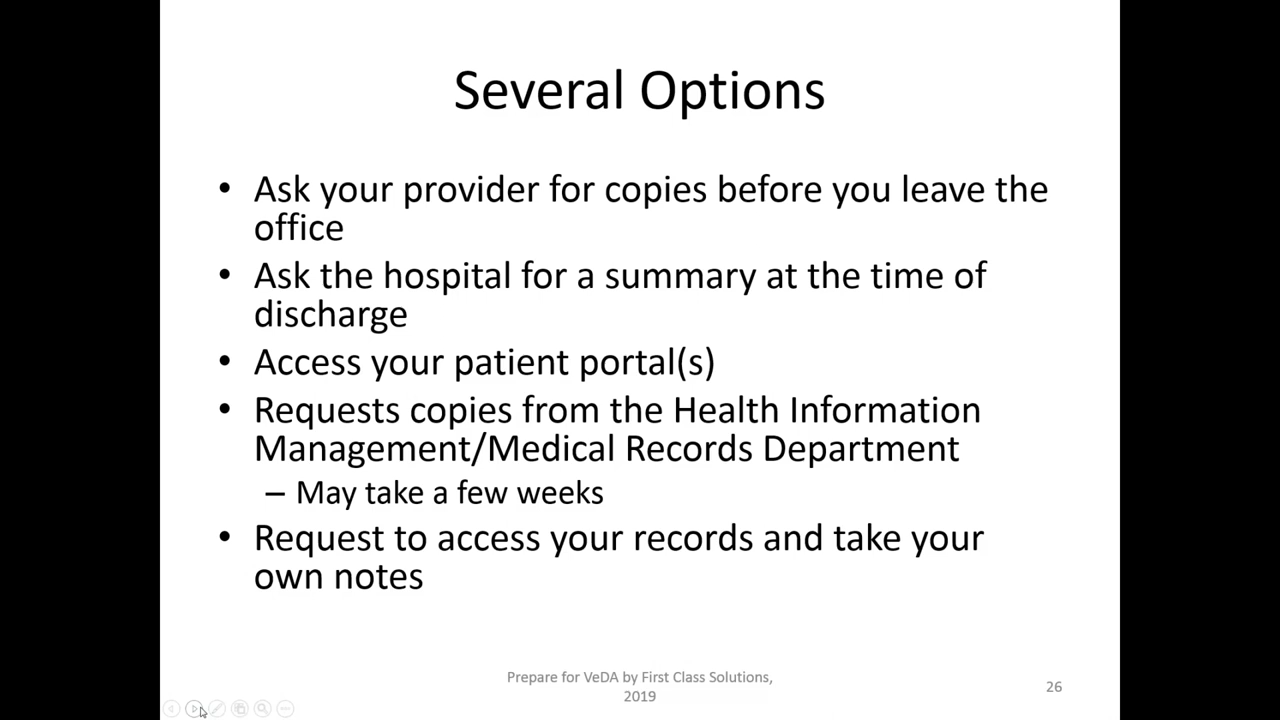 Several Options
• Ask your provider for copies before you leave the
office
• Ask the hospital for a summary at the time of
discharge
• Access your patient portal(s)
• Requests copies from the Health Information
Management/Medical Records Department
– May take a few weeks
• Request to access your records and take your
own notes
Prepare for VeDA by First Class Solutions,
2019
26